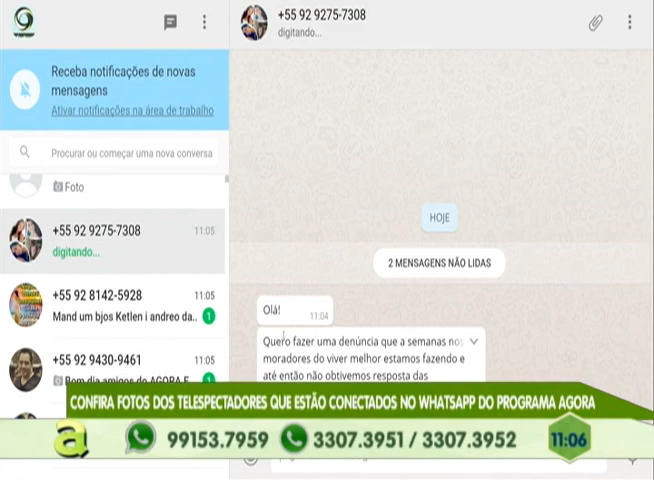 +55 92 9275-7308
digitando...
Receba notificações de novas
mensagens
Ativar notificações na área de trabalho
Procurar ou começar uma nova conversa
Foto
+55 92 9275-7308 11:05
digitando...
+55 92 8142-5928 11:05
Mand um bjos Ketlen i andreo da.. 1
+55 92 9430-9461 11:05
Bom dia amigos do AGORA E 1
HOJE
2 MENSAGENS NÃO LIDAS
Olá! 11:04
Quero fazer uma denúncia que a semanas nos
moradores do viver melhor estamos fazendo e
até então não obtivemos resposta das
CONFIRA FOTOS DOS TELESPECTADORES QUE ESTÃO CONECTADOS NO WHATSAPP DO PROGRAMA AGORA
a 99153.7959 3307.3951 / 3307.3952 11:06